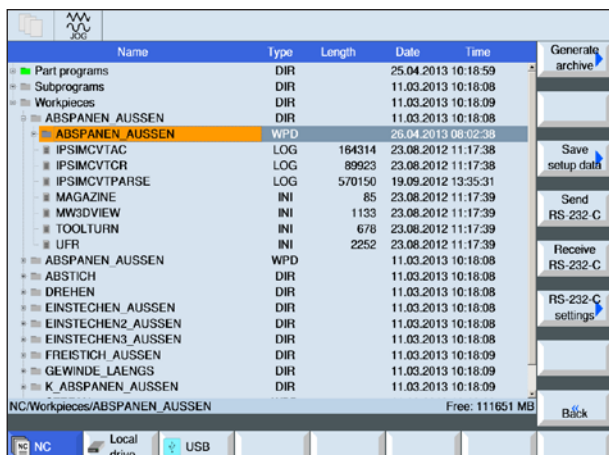 JOG
Name Type Length Date Time
Part programs DIR 25.04.2013 10:18:59
Subprograms DIR 11.03.2013 10:18:08
Workpieces DIR 11.03.2013 10:18:09
ABSPANEN_AUSSEN DIR 11.03.2013 10:18:08
ABSPANEN_AUSSEN WPD 26.04.2013 08:02:38
IPSIMCVTAC LOG 164314 23.08.2012 11:17:38
IPSIMCVTCR LOG 89923 23.08.2012 11:17:38
IPSIMCVTPARSE LOG 570150 19.09.2012 13:35:31
MAGAZINE INI 85 23.08.2012 11:17:39
MW3DVIEW INI 1133 23.08.2012 11:17:39
TOOLTURN INI 678 23.08.2012 11:17:39
UFR INI 2252 23.08.2012 11:17:39
ABSPANEN_AUSSEN WPD 11.03.2013 10:18:08
ABSTICH DIR 11.03.2013 10:18:08
DREHEN DIR 11.03.2013 10:18:08
EINSTECHEN_AUSSEN DIR 11.03.2013 10:18:08
EINSTECHEN2_AUSSEN DIR 11.03.2013 10:18:08
EINSTECHEN3_AUSSEN DIR 11.03.2013 10:18:08
FREISTICH_AUSSEN DIR 11.03.2013 10:18:09
GEWINDE_LAENGS DIR 11.03.2013 10:18:09
K_ABSPANEN_AUSSEN DIR 11.03.2013 10:18:09
NC/Workpieces/ABSPANEN_AUSSEN Free: 111651 MB
Generate
archive
Save
setup data
Send
RS-232-C
Receive
RS-232-C
RS-232-C
settings
Back
NC
Local
drive
USB